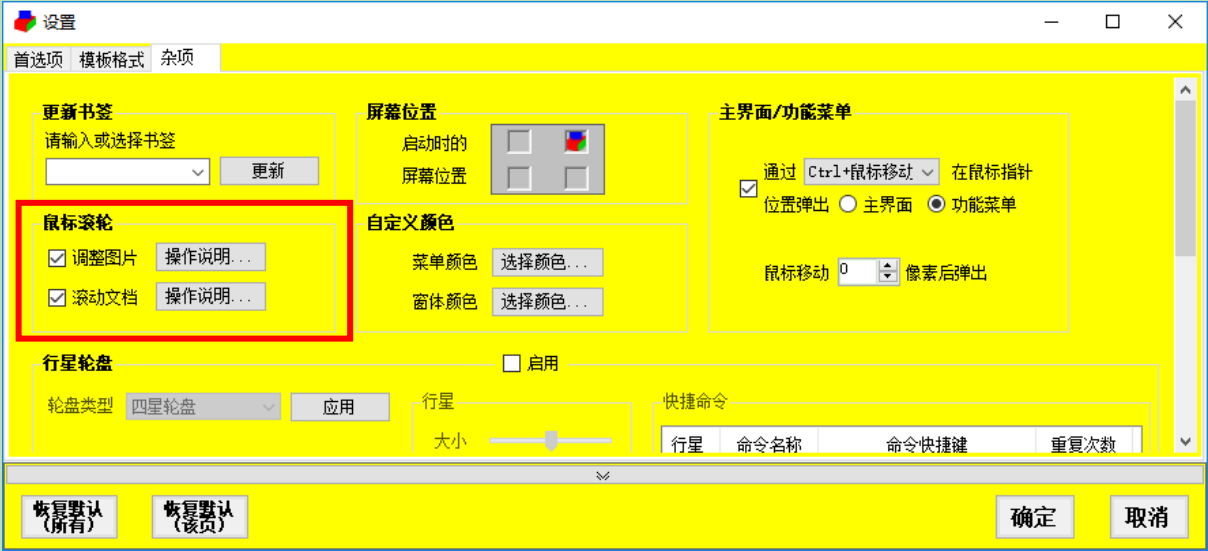 设置
首选项 模板格式 杂项
更新书签
请输入或选择书签
更新
屏幕位置
启动时的
屏幕位置
主界面/功能菜单
通过 Ctrl+鼠标移动 在鼠标指针
位置弹出 主界面 功能菜单
鼠标移动 0 像素后弹出
鼠标滚轮
调整图片 操作说明...
滚动文档 操作说明...
自定义颜色
菜单颜色 选择颜色...
窗体颜色 选择颜色...
行星轮盘 启用
轮盘类型 四星轮盘 应用
行星
大小
快捷命令
行星 命令名称 命令快捷键 重复次数
恢复默认
(所有)
恢复默认
(该页)
确定 取消